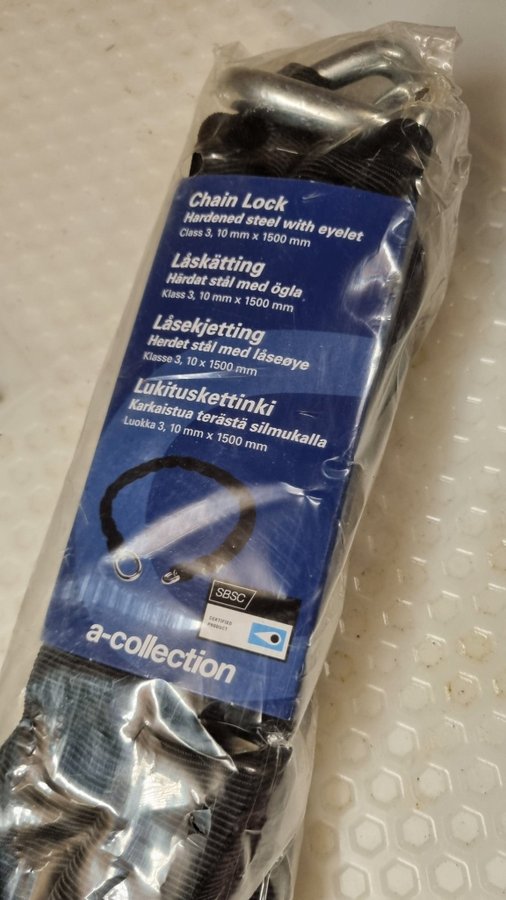 Chain Lock
Hardened steel with eyelet
Class 3, 10 mm x 1500 mm
Låskätting
Härdat stål med ögla
Klass 3, 10 mm x 1500 mm
Låsekjetting
Herdet stål med låseøye
Klasse 3, 10 x 1500 mm
Lukituskettinki
Karkaistua terästä silmukalla
Luokka 3, 10 mm x 1500 mm
SBSC
CERTIFIED
PRODUCT
a-collection